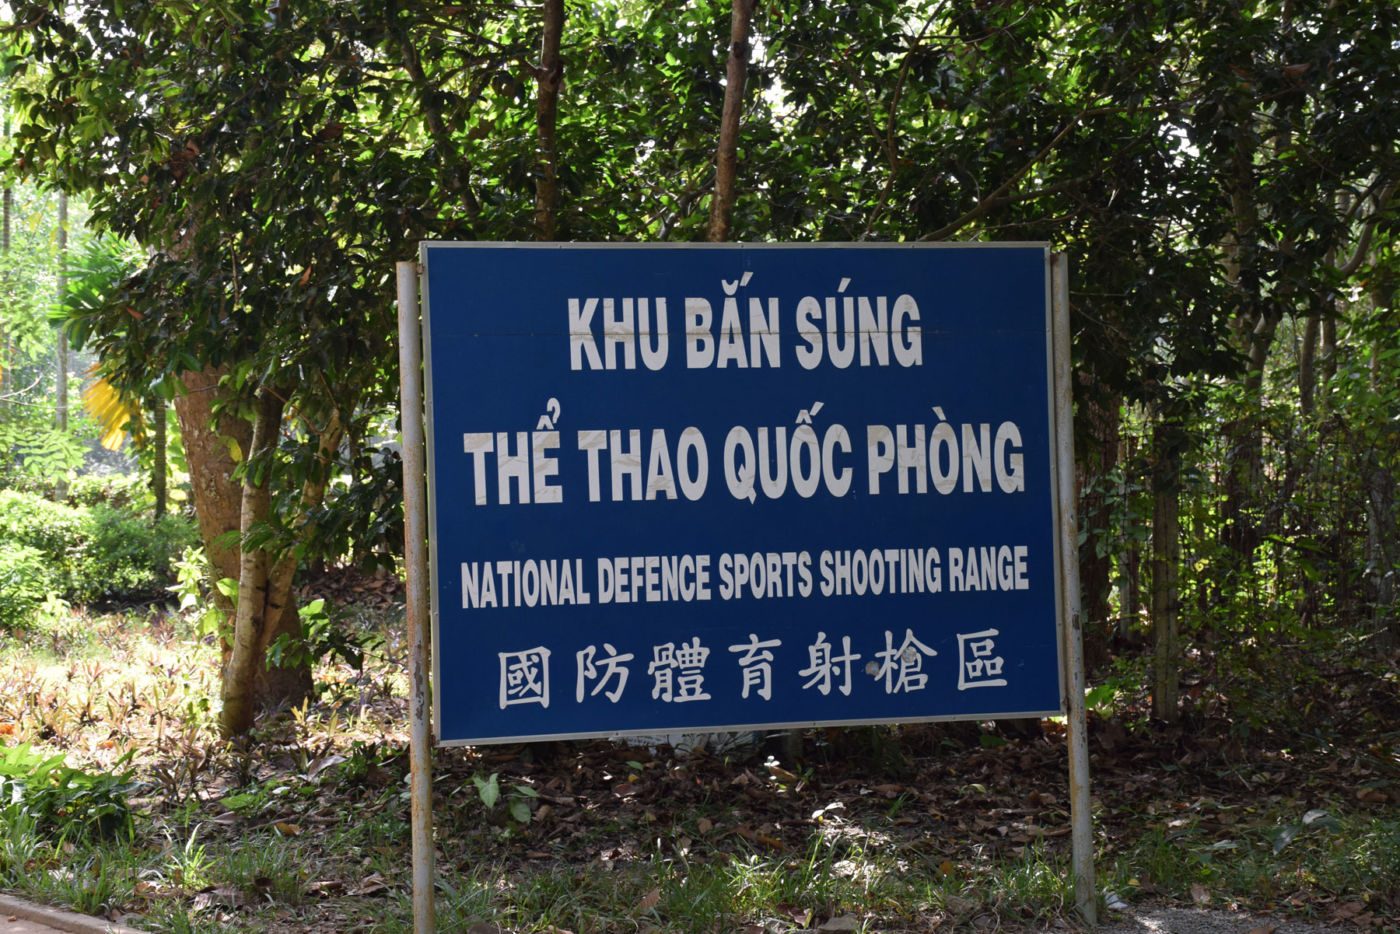 KHU BẮN SÚNG
THỂ THAO QUỐC PHÒNG
NATIONAL DEFENCE SPORTS SHOOTING RANGE
國防體育射槍區